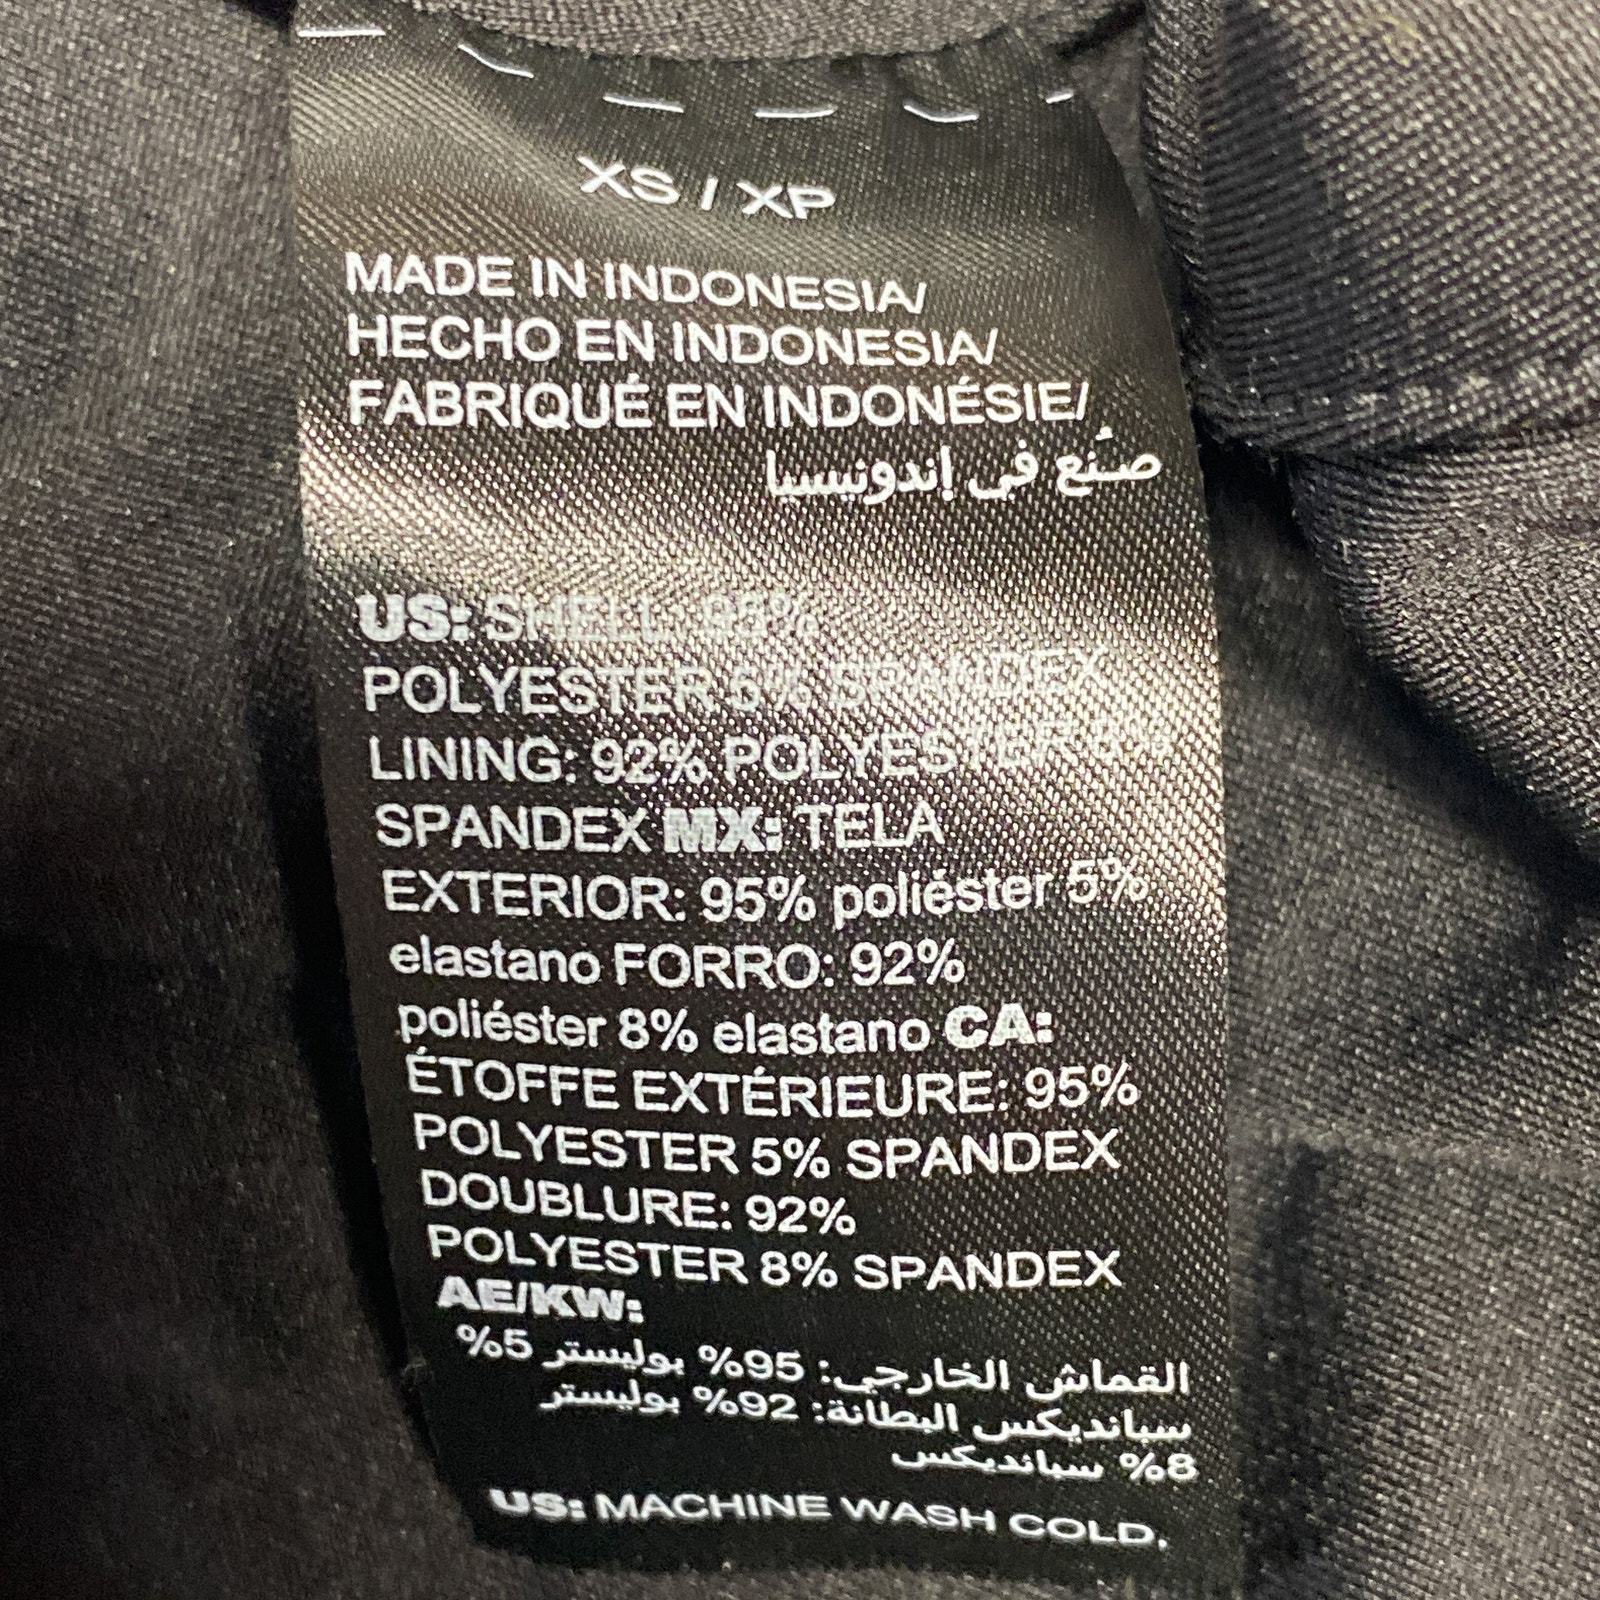 XS / XP
MADE IN INDONESIA/
HECHO EN INDONESIA/
FABRIQUÉ EN INDONÉSIE/
صُنع في إندونيسيا
US: SHELL: 95%
POLYESTER 5% SPANDEX
LINING: 92% POLYESTER 8%
SPANDEX MX: TELA
EXTERIOR: 95% poliéster 5%
elastano FORRO: 92%
poliéster 8% elastano CA:
ÉTOFFE EXTÉRIEURE: 95%
POLYESTER 5% SPANDEX
DOUBLURE: 92%
POLYESTER 8% SPANDEX
AE/KW:
القماش الخارجي: 95% بوليستر 5%
سبانديكس البطانة: 92% بوليستر
8% سبانديكس
US: MACHINE WASH COLD.